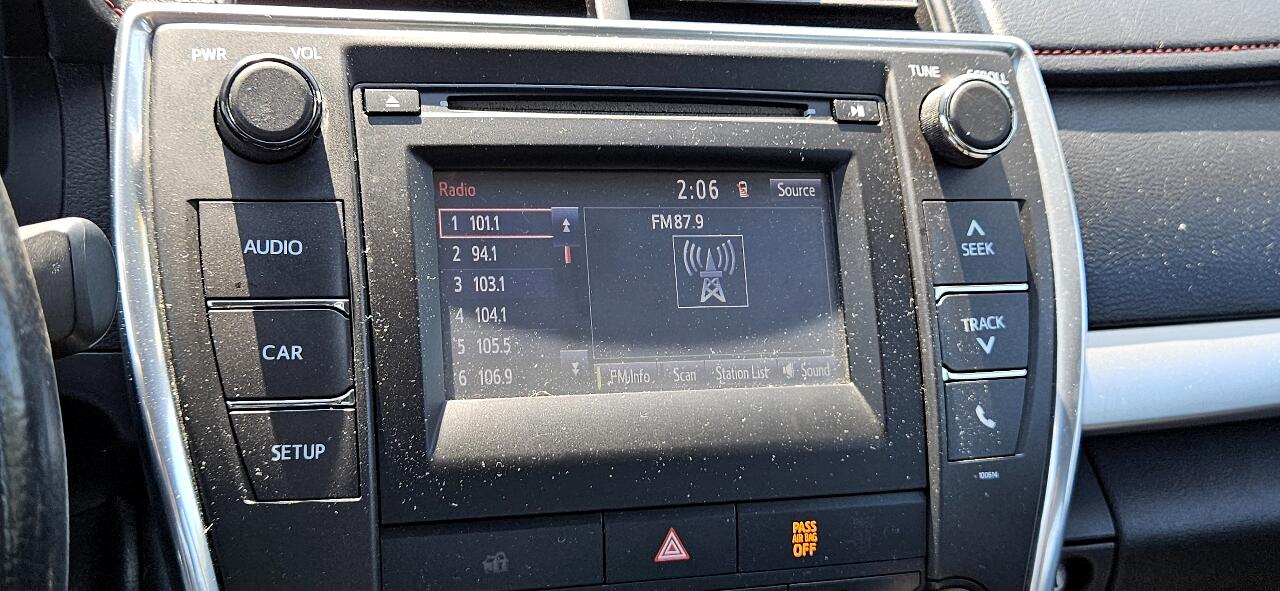 PWR VOL
TUNE SCROLL
Radio 2:06 Source
1 101.1
FM87.9
2 94.1
3 103.1
4 104.1
5 105.5
6 106.9
FM Info Scan Station List Sound
AUDIO
CAR
SETUP
SEEK
TRACK
100614
PASS
AIR BAG
OFF